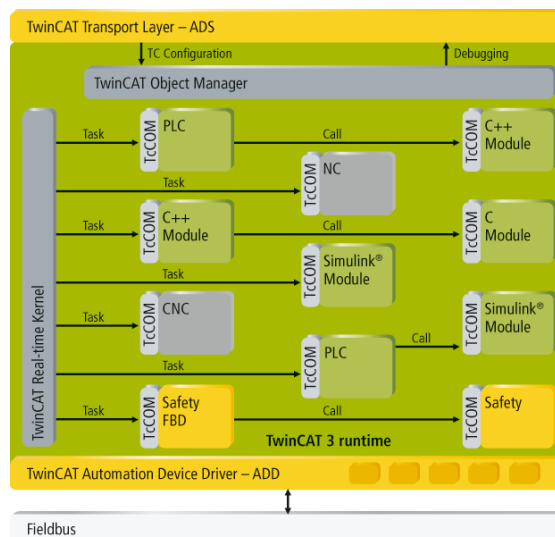 TwinCAT Transport Layer – ADS
TC Configuration
Debugging
TwinCAT Object Manager
TwinCAT Real-time Kernel
Task
TcCOM
PLC
Call
TcCOM
C++
Module
Task
TcCOM
NC
Task
TcCOM
C++
Module
Call
TcCOM
C
Module
Task
TcCOM
Simulink®
Module
Task
TcCOM
CNC
TcCOM
Simulink®
Module
Task
TcCOM
PLC
Call
Task
TcCOM
Safety
FBD
Call
TcCOM
Safety
TwinCAT 3 runtime
TwinCAT Automation Device Driver – ADD
Fieldbus